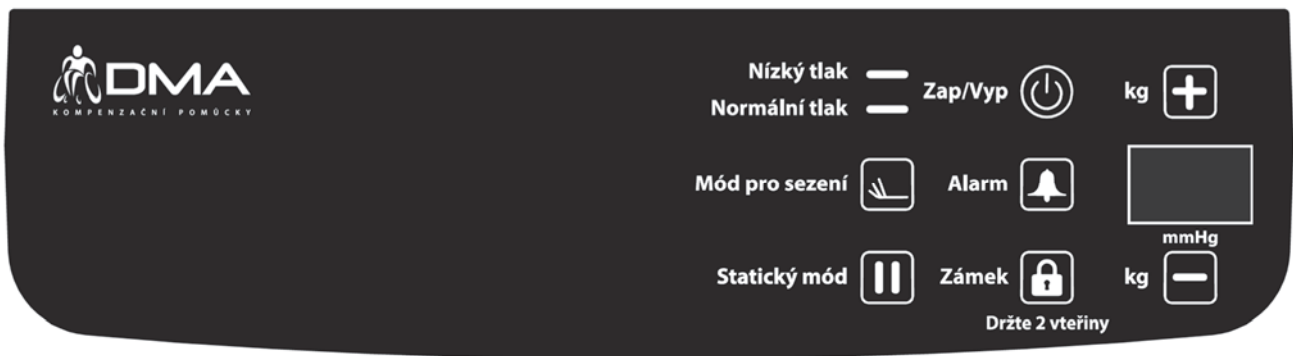 DMA
KOMPENZAČNÍ POMŮCKY
Nízký tlak
Normální tlak
Zap/Vyp
kg
Mód pro sezení
Alarm
mmHg
Statický mód
Zámek
kg
Držte 2 vteřiny